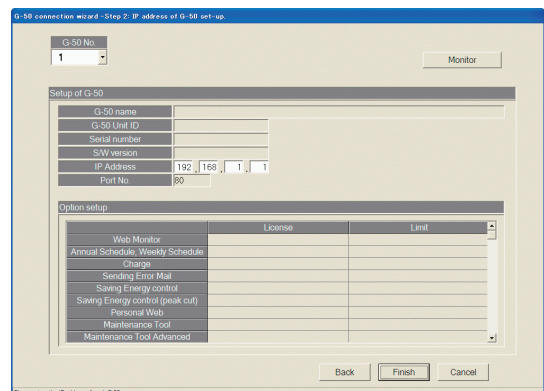 G-50 connection wizard -Step 2: IP address of G-50 set-up.
G-50 No.
1
Monitor
Setup of G-50
G-50 name
G-50 Unit ID
Serial number
S/W version
IP Address 192 . 168 . 1 . 1
Port No. 80
Option setup
License Limit
Web Monitor
Annual Schedule, Weekly Schedule
Charge
Sending Error Mail
Saving Energy control
Saving Energy control (peak cut)
Personal Web
Maintenance Tool
Maintenance Tool Advanced
Back Finish Cancel